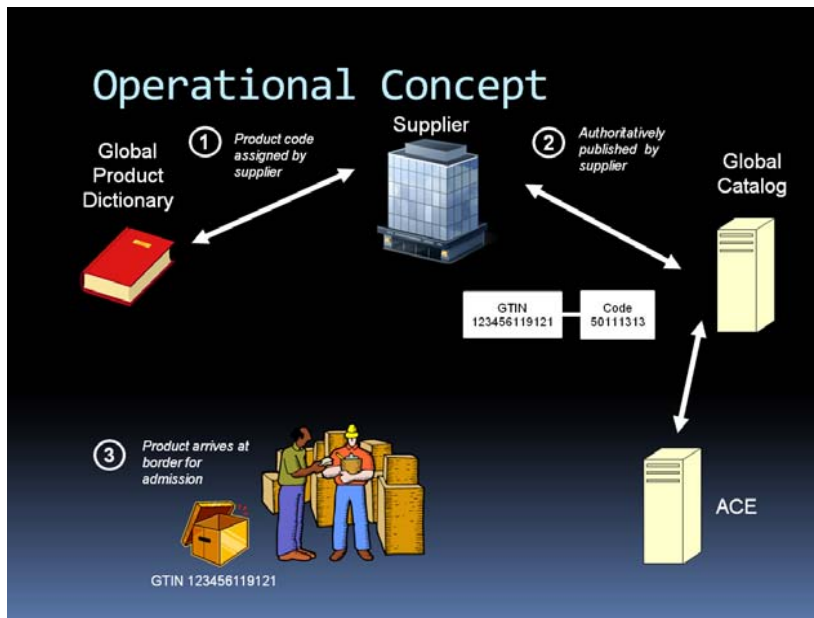 Operational Concept
Global
Product
Dictionary
1
Product code
assigned by
supplier
Supplier
2
Authoritatively
published by
supplier
Global
Catalog
GTIN
123456119121
Code
50111313
3
Product arrives at
border for
admission
GTIN 123456119121
ACE